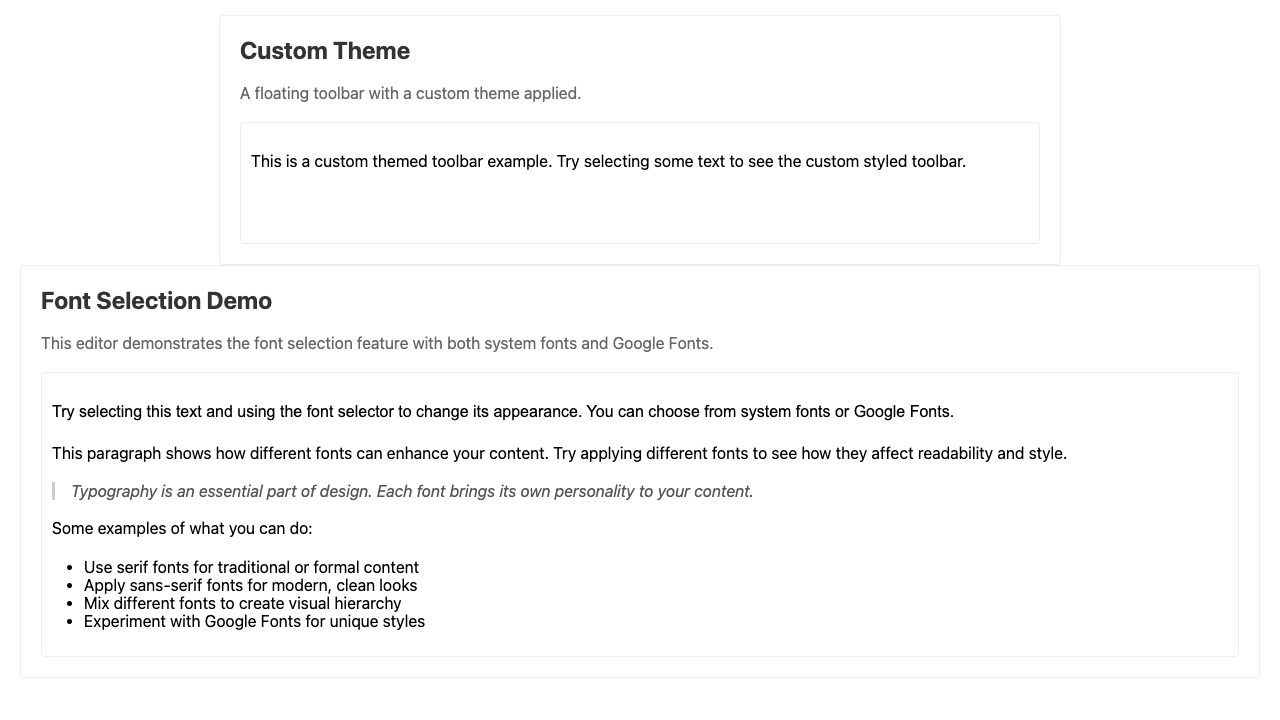 Custom Theme
A floating toolbar with a custom theme applied.
This is a custom themed toolbar example. Try selecting some text to see the custom styled toolbar.
Font Selection Demo
This editor demonstrates the font selection feature with both system fonts and Google Fonts.
Try selecting this text and using the font selector to change its appearance. You can choose from system fonts or Google Fonts.
This paragraph shows how different fonts can enhance your content. Try applying different fonts to see how they affect readability and style.
Typography is an essential part of design. Each font brings its own personality to your content.
Some examples of what you can do:
• Use serif fonts for traditional or formal content
• Apply sans-serif fonts for modern, clean looks
• Mix different fonts to create visual hierarchy
• Experiment with Google Fonts for unique styles